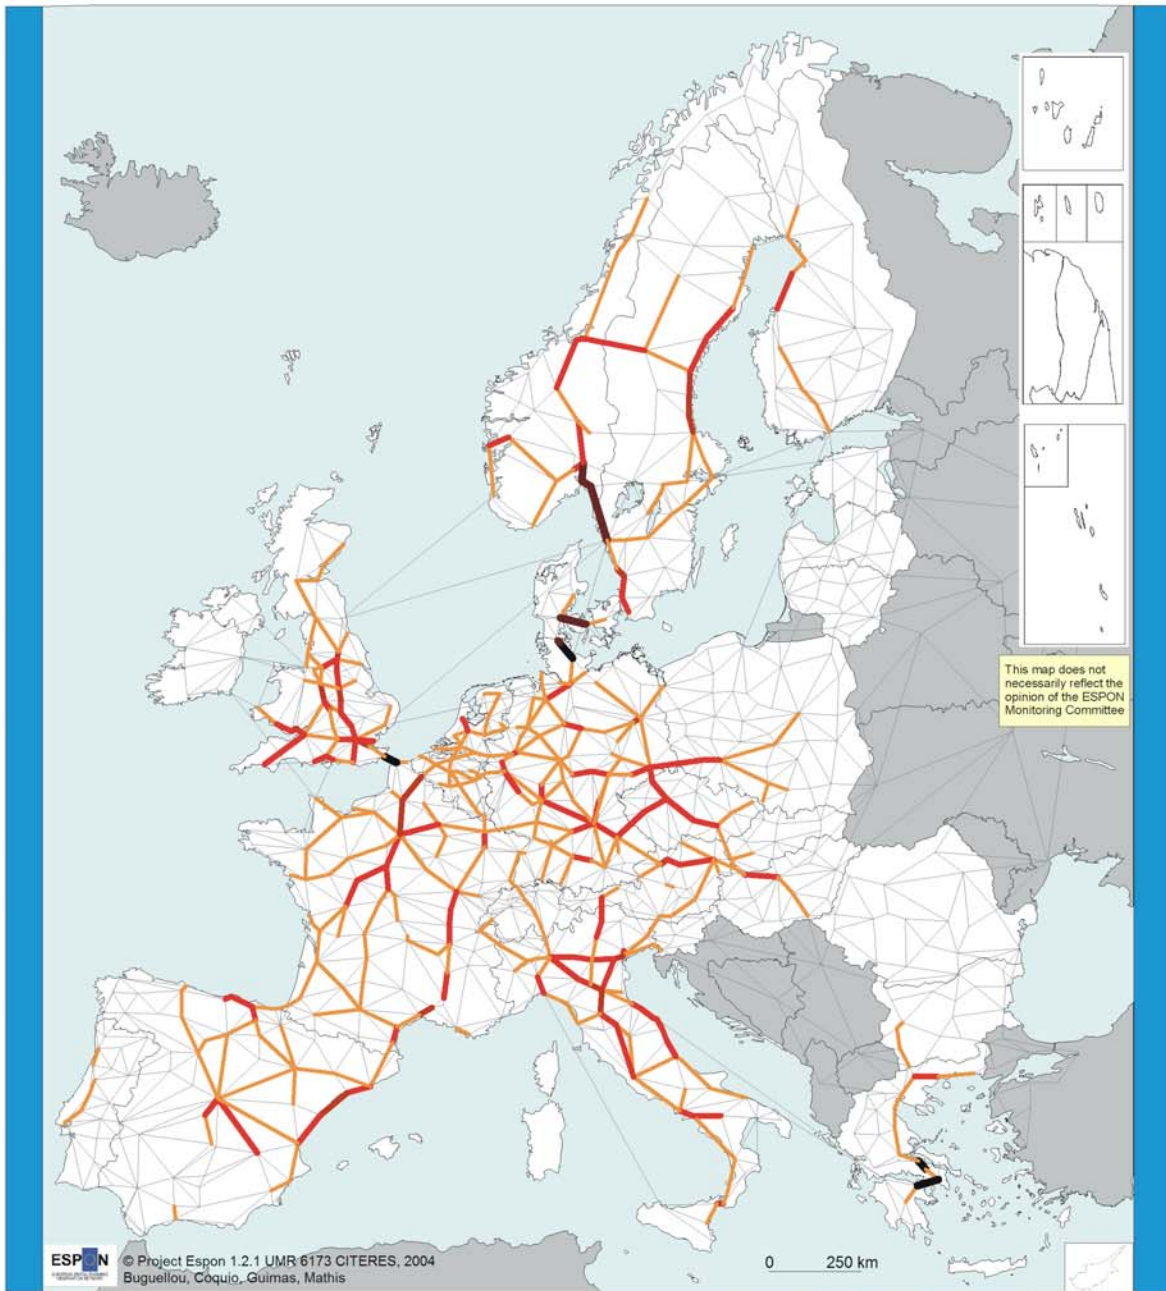 This map does not
necessarily reflect the
opinion of the ESPON
Monitoring Committee
ESPON
© Project Espon 1.2.1 UMR 6173 CITERES, 2004
Buguellou, Coquio, Guimas, Mathis
0 250 km